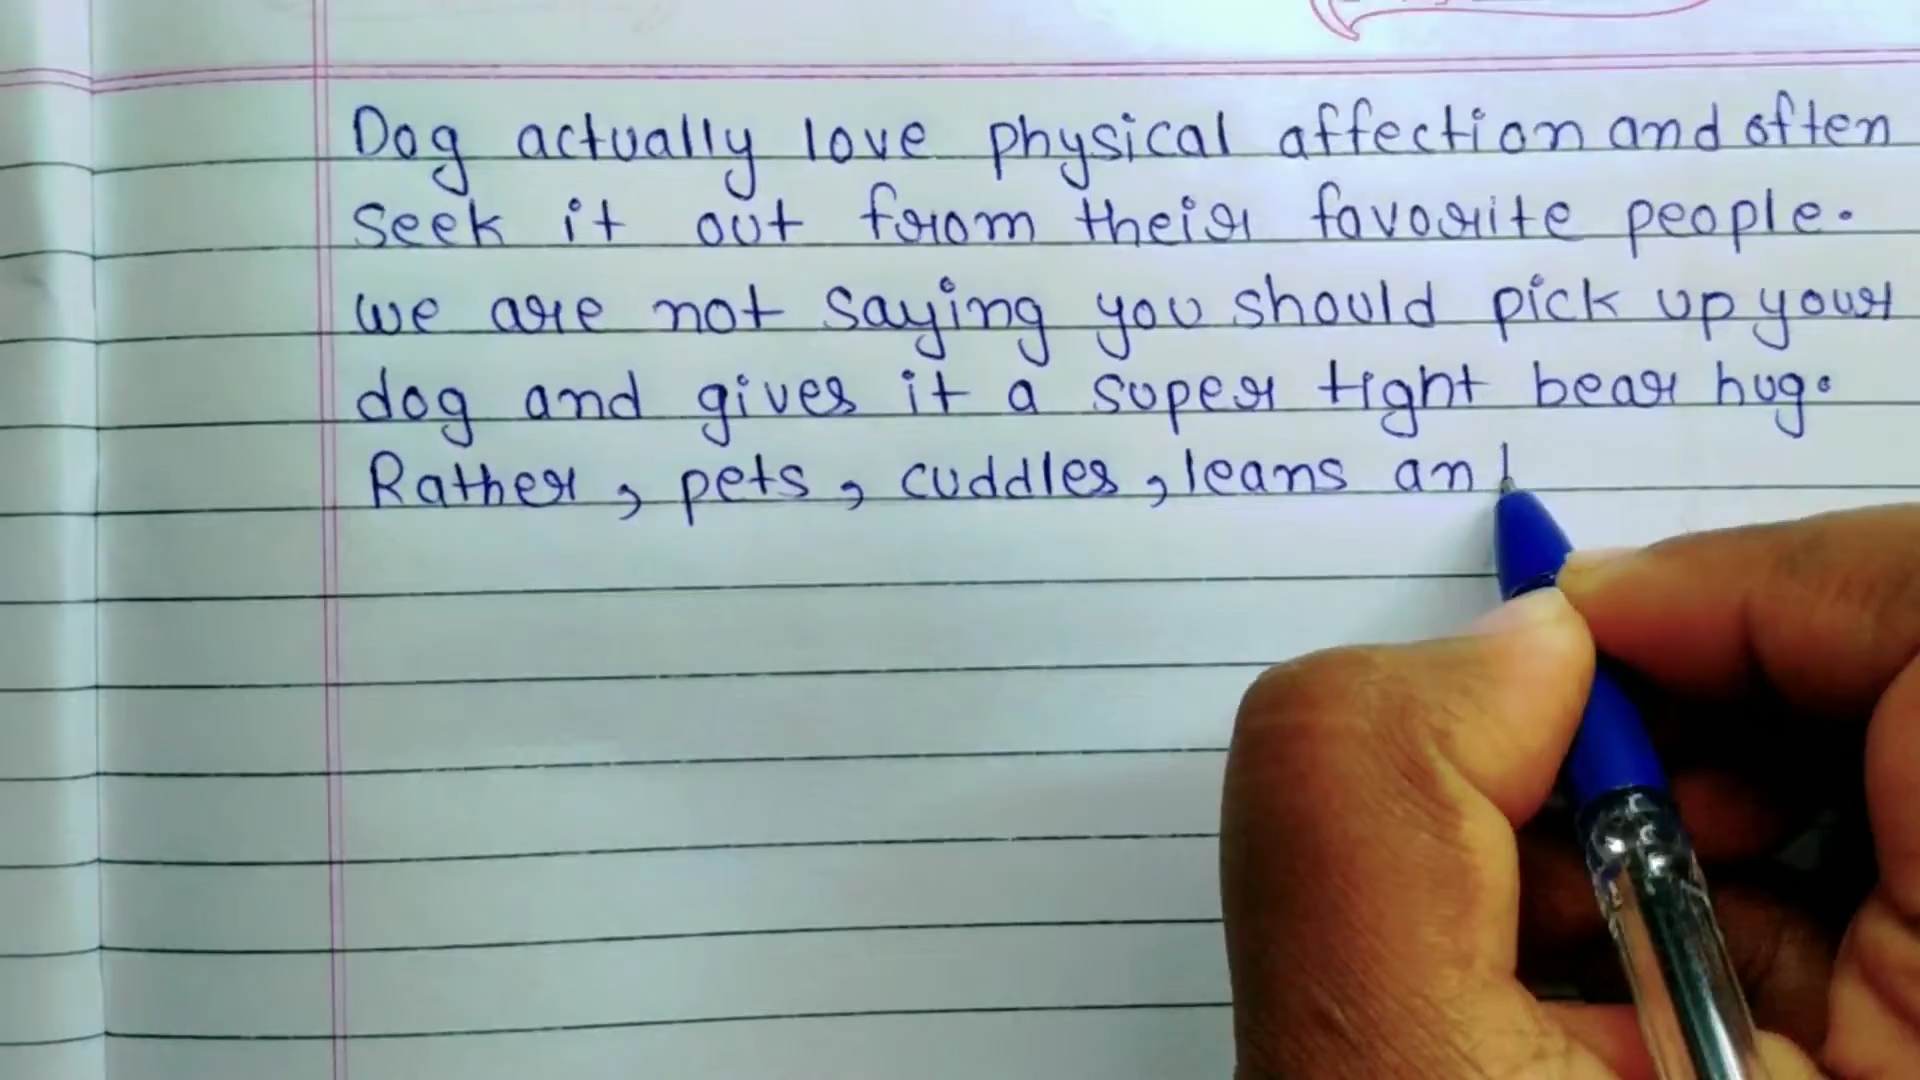 Dog actually love physical affection and often
seek it out from their favorite people.
we are not saying you should pick up your
dog and gives it a super tight bear hug.
Rather, pets, cuddles, leans an